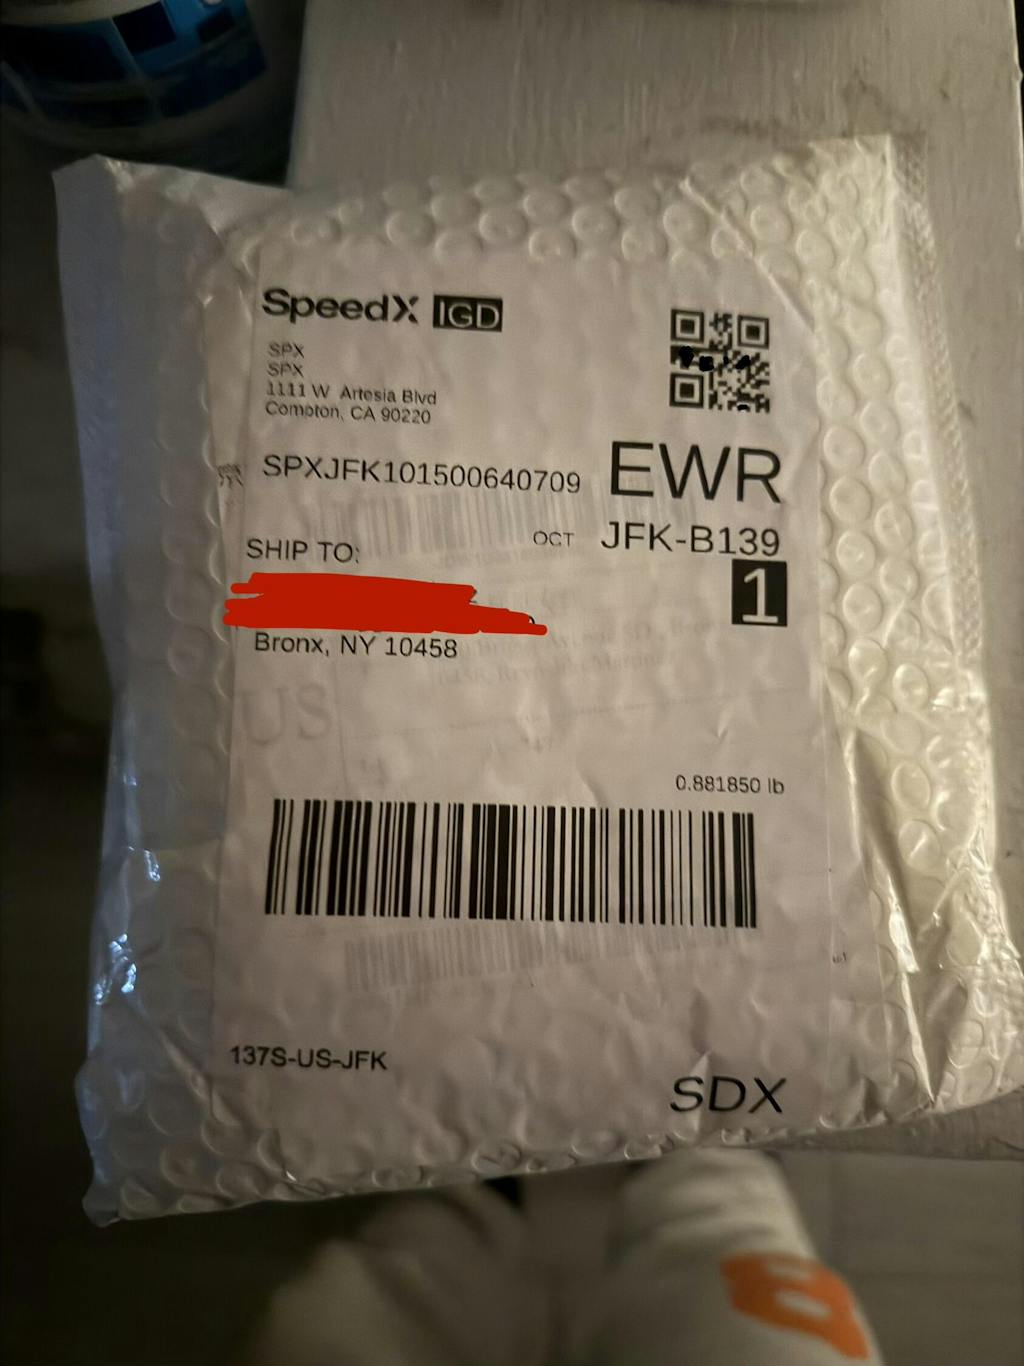 SpeedX IGD
SPX
SPX
1111 W Artesia Blvd
Compton, CA 90220
SPXJFK101500640709
EWR
OCT JFK-B139
SHIP TO:
1
Bronx, NY 10458
US
0.881850 lb
137S-US-JFK
SDX